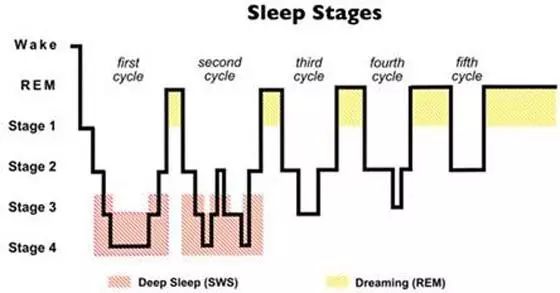 Sleep Stages
Wake
first cycle
second cycle
third cycle
fourth cycle
fifth cycle
REM
Stage 1
Stage 2
Stage 3
Stage 4
Deep Sleep (SWS)
Dreaming (REM)